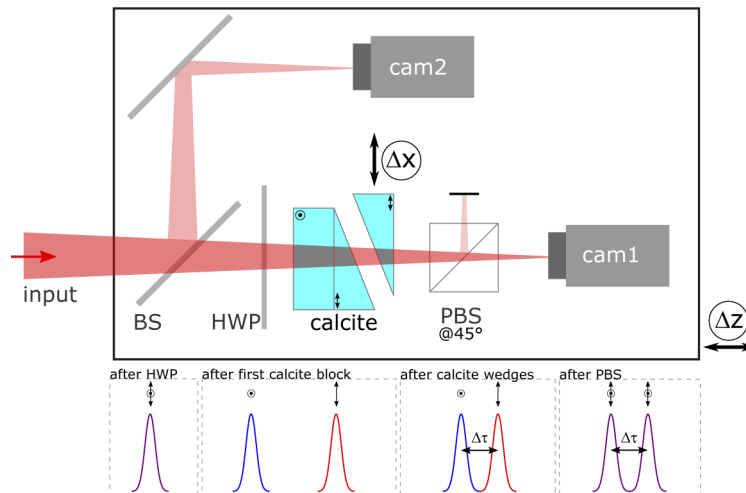 cam2
Δx
cam1
input
BS
HWP
calcite
PBS
@45°
Δz
after HWP
after first calcite block
after calcite wedges
after PBS
Δτ
Δτ